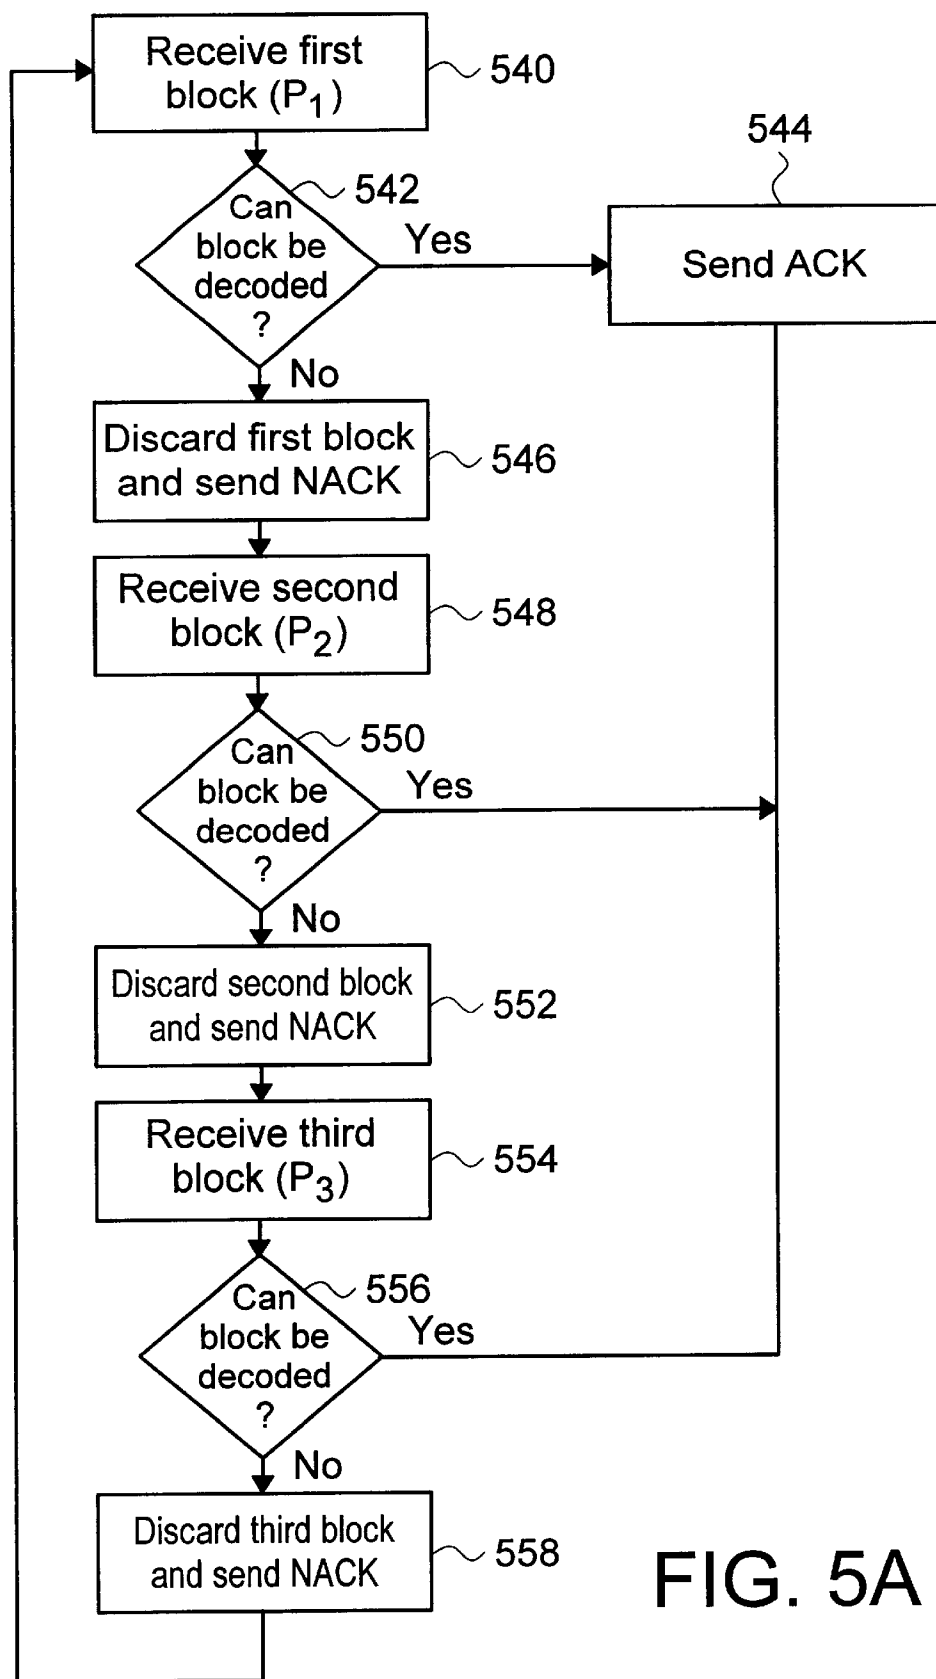 Receive first
block (P1)
540
544
542
Can
block be
decoded
?
Yes
Send ACK
No
Discard first block
and send NACK
546
Receive second
block (P2)
548
550
Can
block be
decoded
?
Yes
No
Discard second block
and send NACK
552
Receive third
block (P3)
554
556
Can
block be
decoded
?
Yes
No
Discard third block
and send NACK
558
FIG. 5A